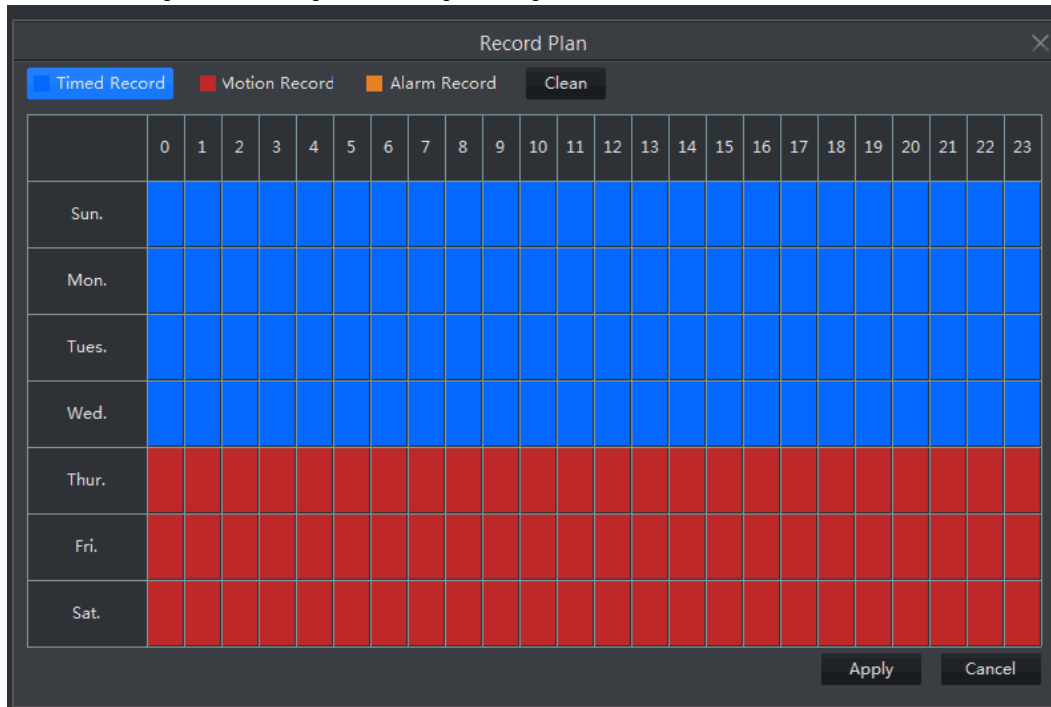 Record Plan
Timed Record Motion Record Alarm Record Clean
0 1 2 3 4 5 6 7 8 9 10 11 12 13 14 15 16 17 18 19 20 21 22 23
Sun.
Mon.
Tues.
Wed.
Thur.
Fri.
Sat.
Apply Cancel